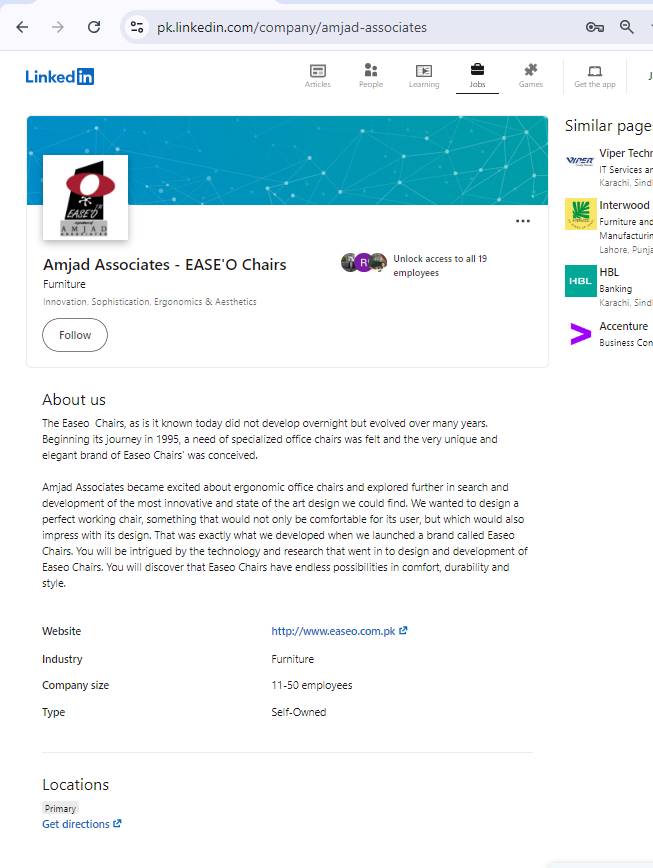 pk.linkedin.com/company/amjad-associates
Linked in
Articles
People
Learning
Jobs
Games
Get the app
J
EASE'O
AMJAD
ASSOCIATES
Amjad Associates - EASE'O Chairs
Furniture
Innovation, Sophistication, Ergonomics & Aesthetics
R
Unlock access to all 19
employees
Follow
Similar page
VIPER
Viper Techn
IT Services an
Karachi, Sind
Interwood
Furniture and
Manufacturin
Lahore, Punja
HBL
HBL
Banking
Karachi, Sind
Accenture
Business Con
About us
The Easeo Chairs, as is it known today did not develop overnight but evolved over many years.
Beginning its journey in 1995, a need of specialized office chairs was felt and the very unique and
elegant brand of Easeo Chairs' was conceived.
Amjad Associates became excited about ergonomic office chairs and explored further in search and
development of the most innovative and state of the art design we could find. We wanted to design a
perfect working chair, something that would not only be comfortable for its user, but which would also
impress with its design. That was exactly what we developed when we launched a brand called Easeo
Chairs. You will be intrigued by the technology and research that went in to design and development of
Easeo Chairs. You will discover that Easeo Chairs have endless possibilities in comfort, durability and
style.
Website http://www.easeo.com.pk
Industry Furniture
Company size 11-50 employees
Type Self-Owned
Locations
Primary
Get directions